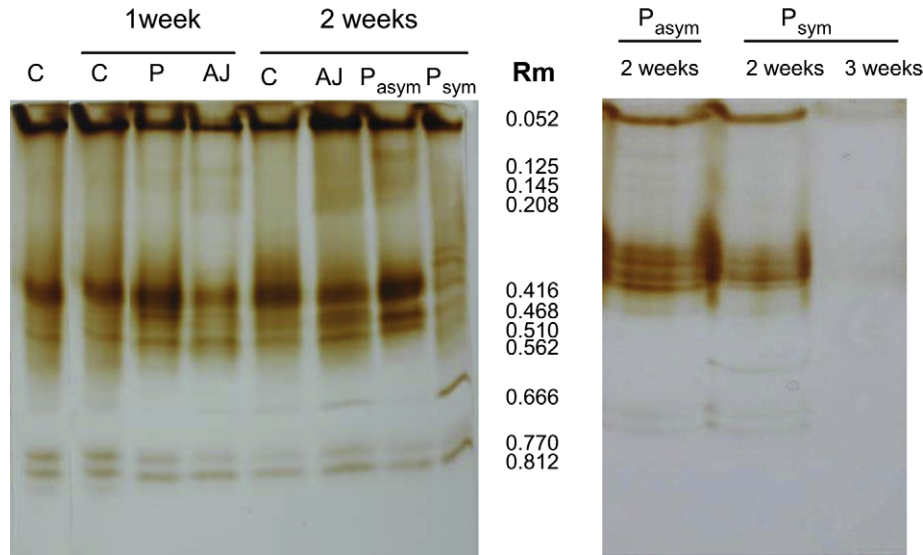 1week
2 weeks
C
C P AJ
C AJ Pasym Psym
Rm
0.052
0.125
0.145
0.208
0.416
0.468
0.510
0.562
0.666
0.770
0.812
Pasym
Psym
2 weeks
2 weeks 3 weeks